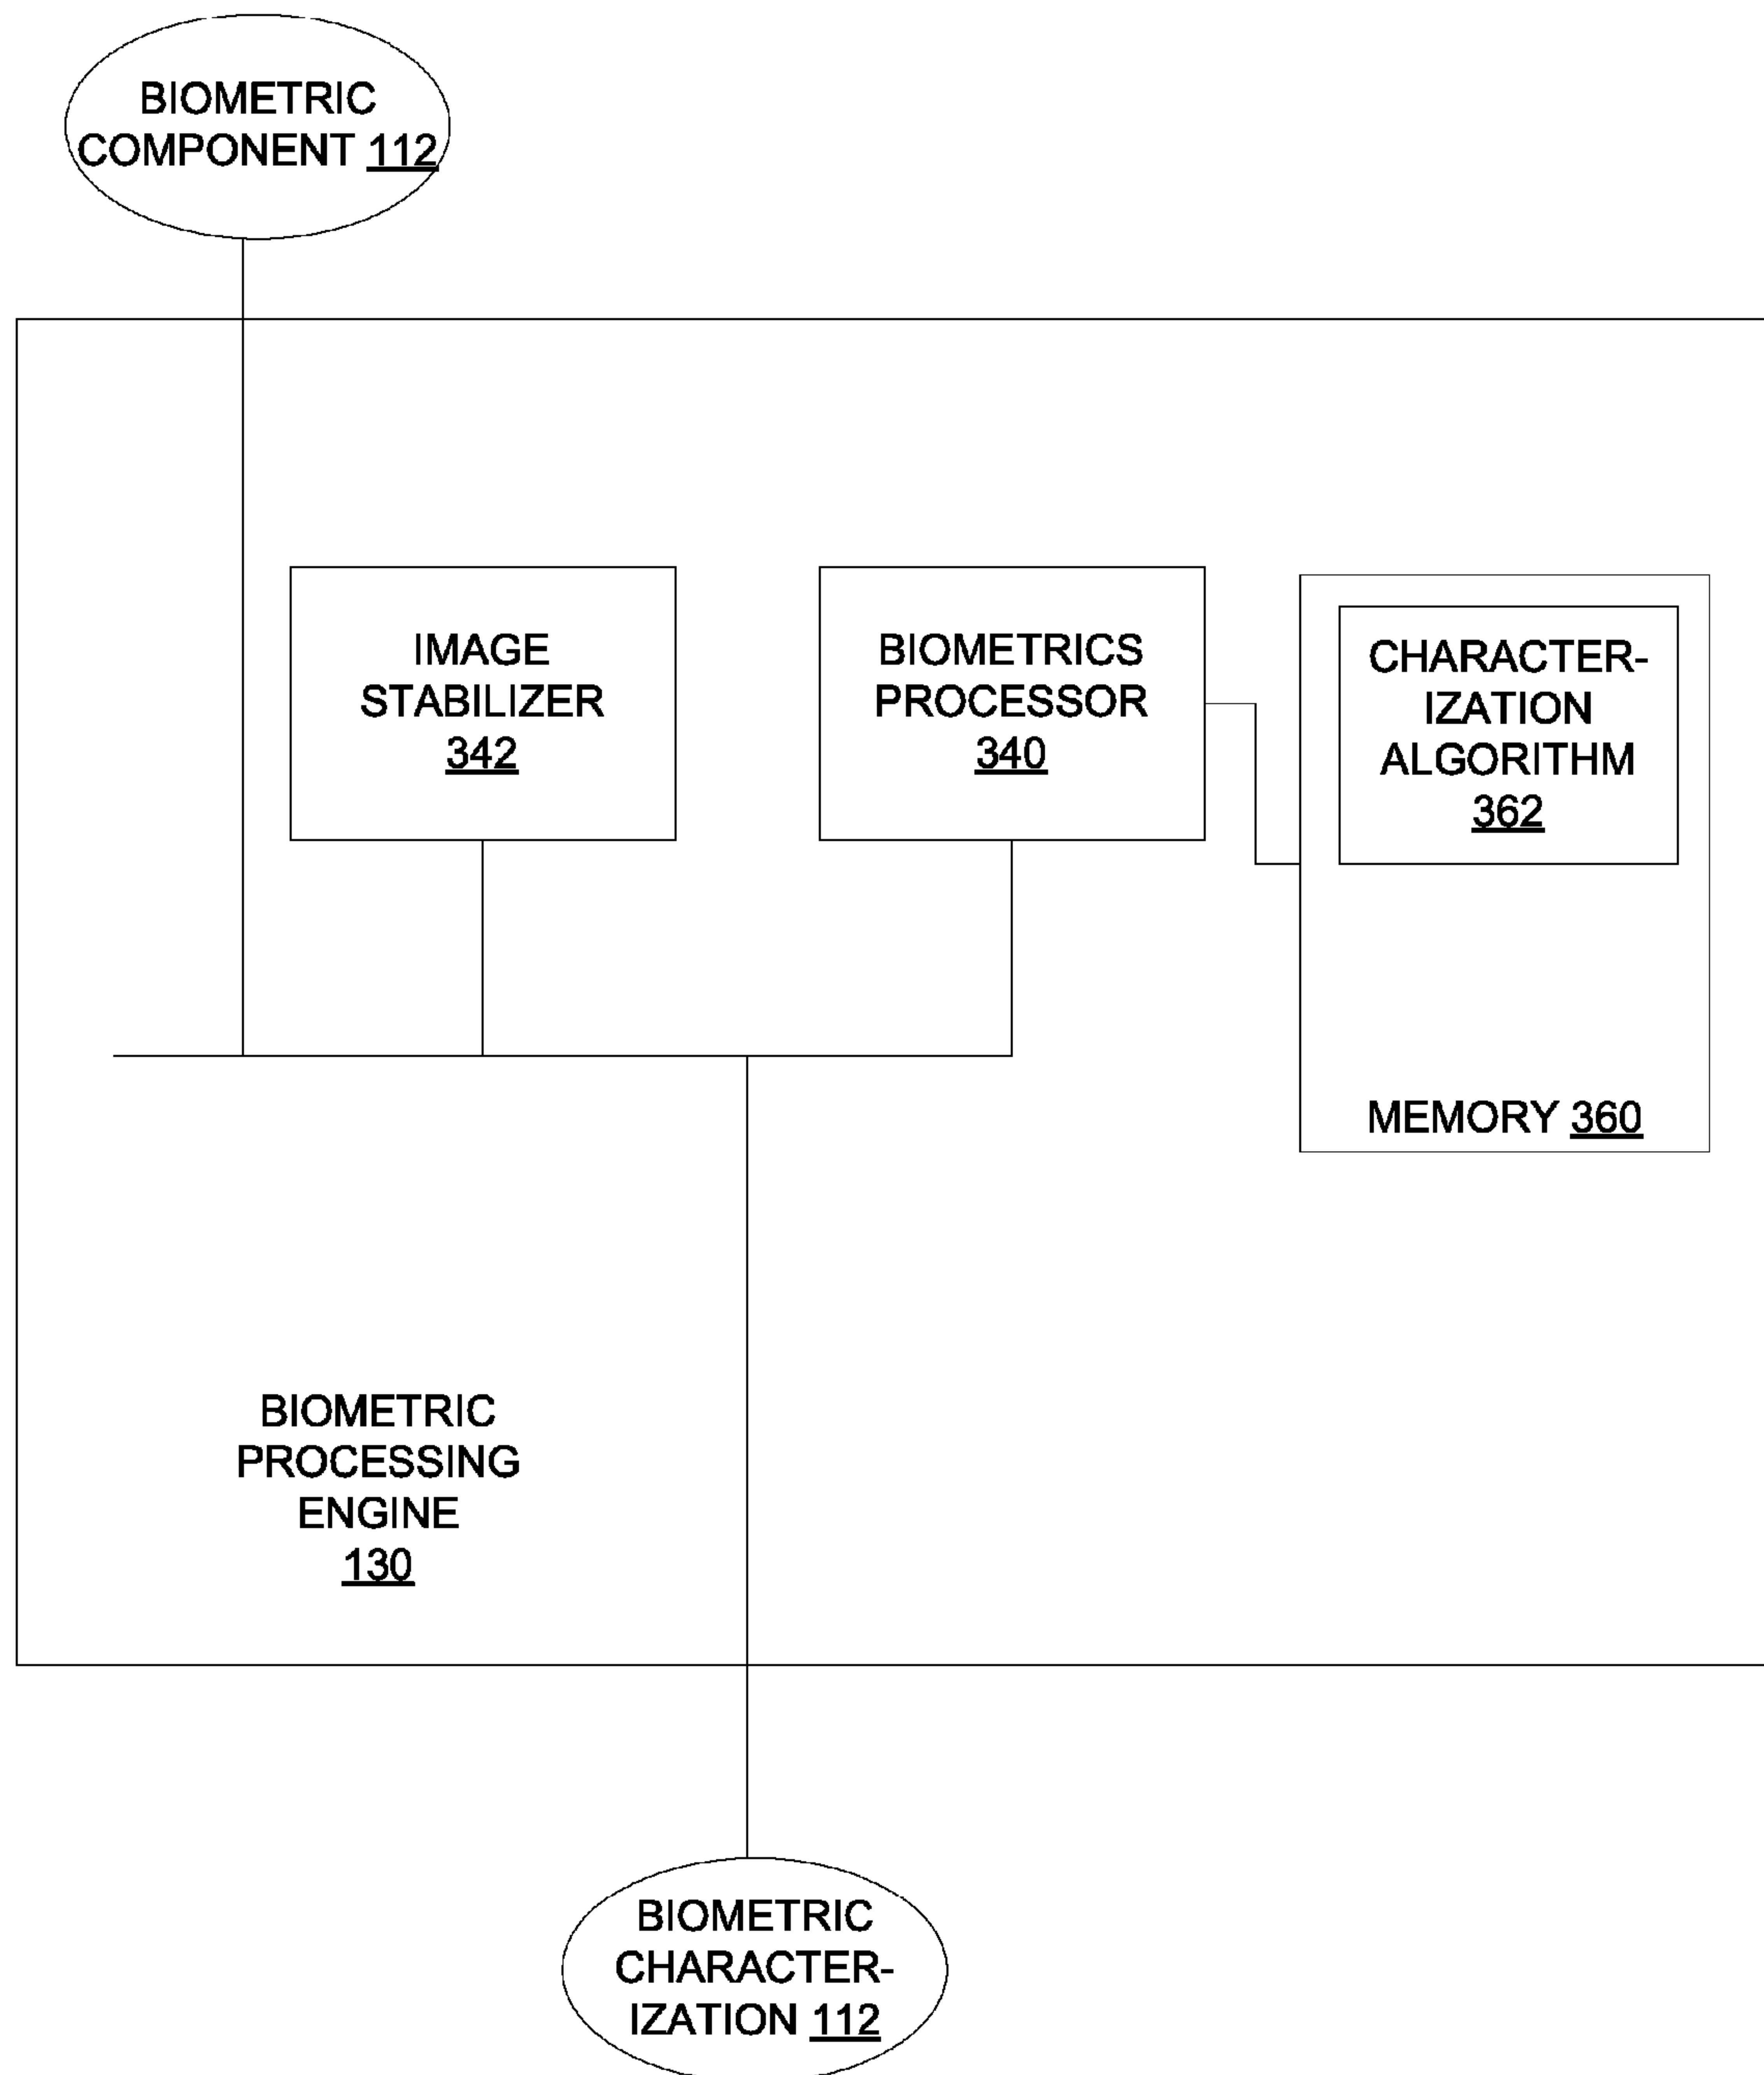 BIOMETRIC
COMPONENT 112
IMAGE
STABILIZER
342
BIOMETRICS
PROCESSOR
340
CHARACTER-
IZATION
ALGORITHM
362
MEMORY 360
BIOMETRIC
PROCESSING
ENGINE
130
BIOMETRIC
CHARACTER-
IZATION 112